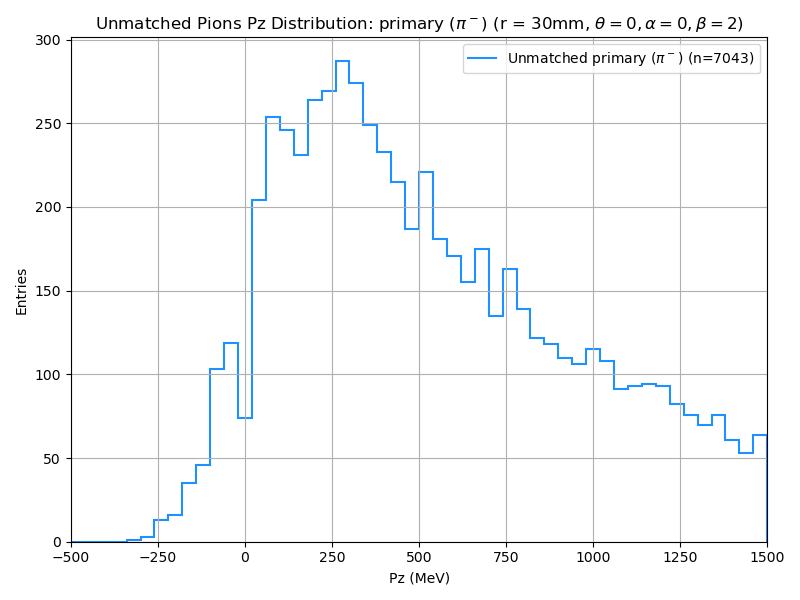 Unmatched Pions Pz Distribution: primary (π⁻) (r = 30mm, θ = 0, α = 0, β = 2)
Unmatched primary (π⁻) (n=7043)
300
250
200
150
100
50
0
Entries
−500 −250 0 250 500 750 1000 1250 1500
Pz (MeV)